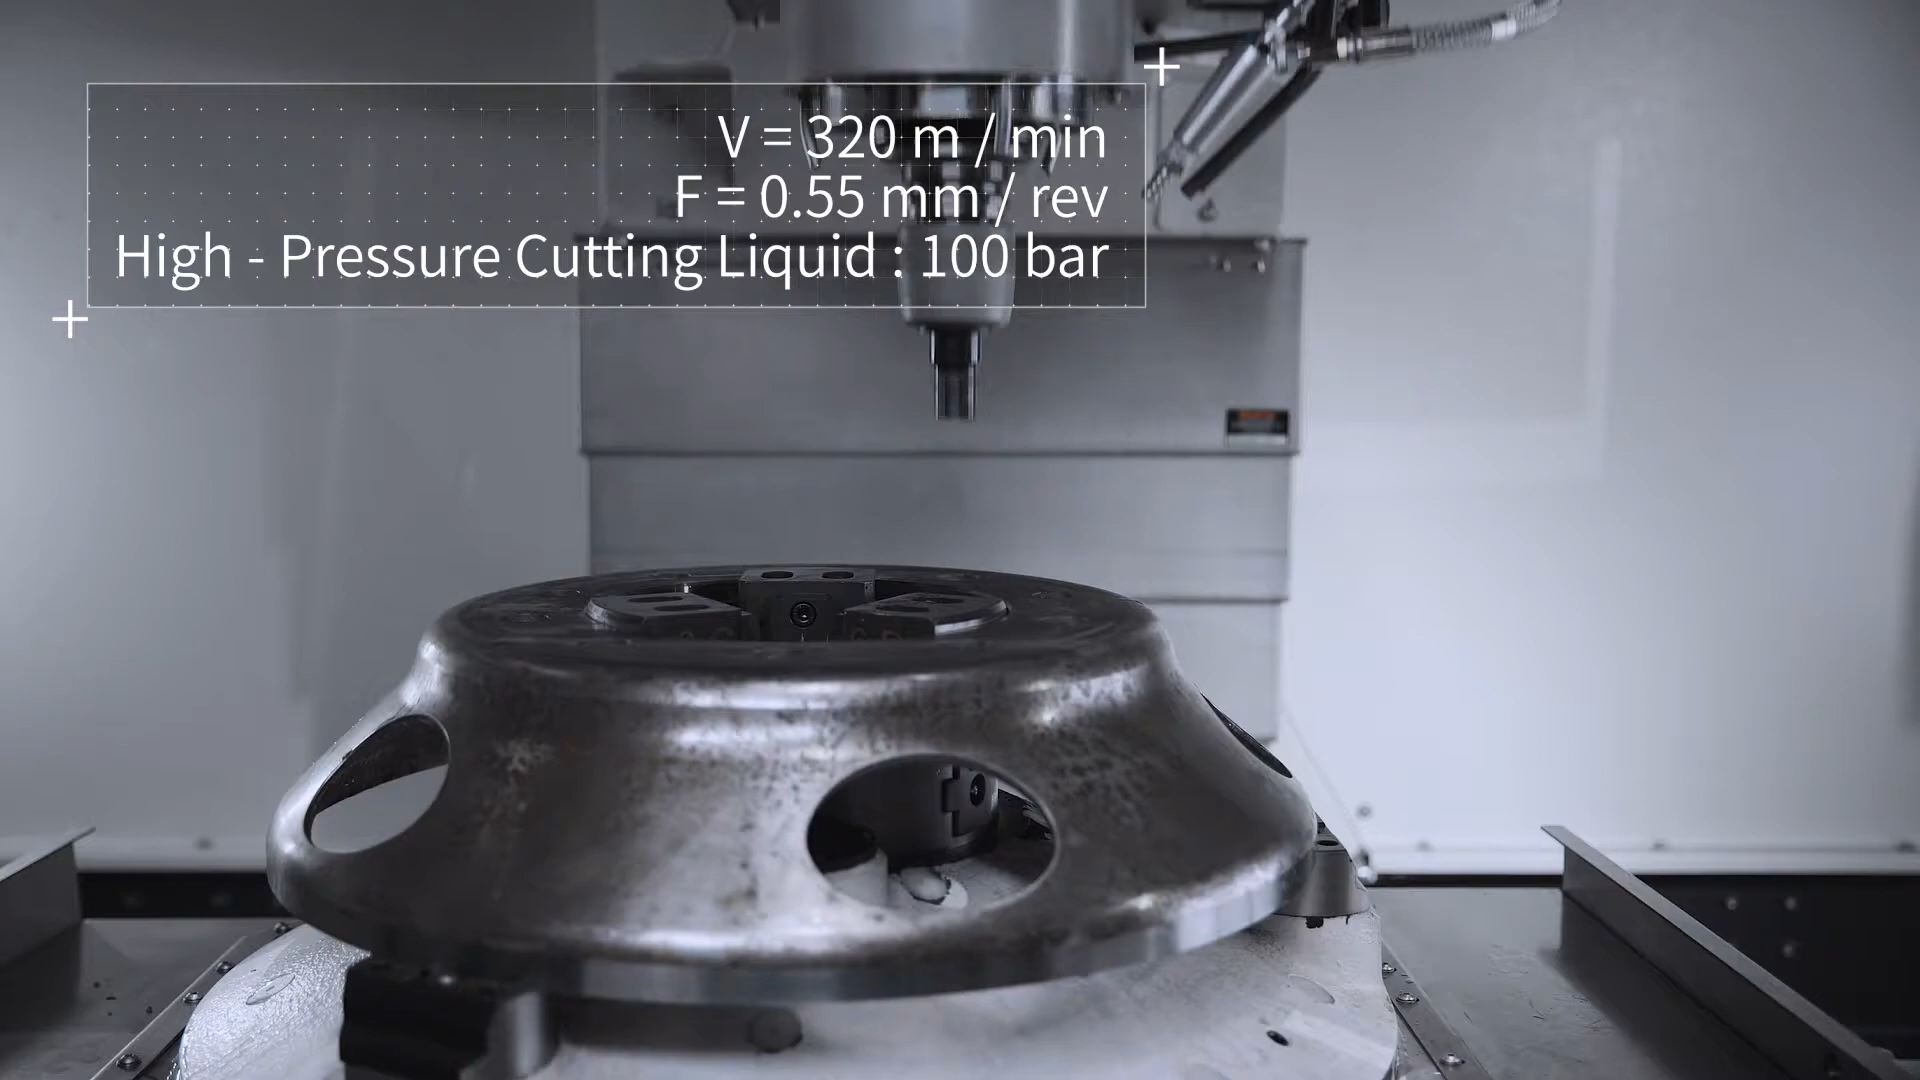 V = 320 m / min
F = 0.55 mm / rev
High - Pressure Cutting Liquid : 100 bar